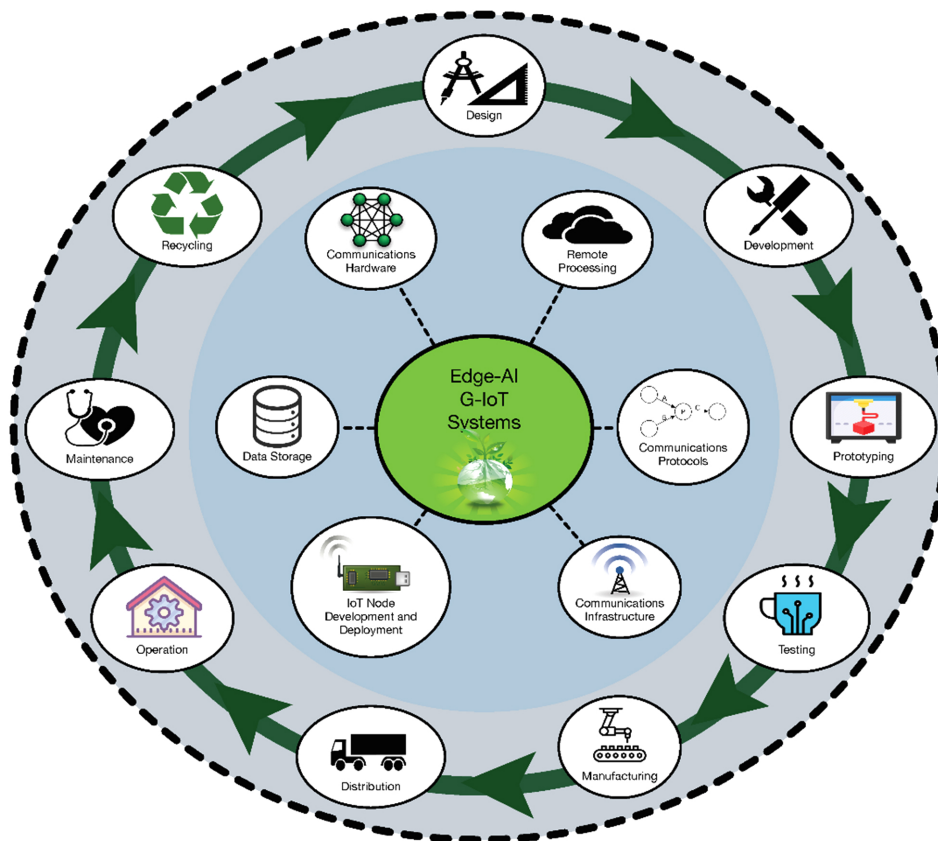 Design
Recycling
Development
Communications
Hardware
Remote
Processing
Edge-AI
G-IoT
Systems
Maintenance
Data Storage
Communications
Protocols
A
B
P
C
Prototyping
IoT Node
Development and
Deployment
Communications
Infrastructure
Operation
Testing
Distribution
Manufacturing